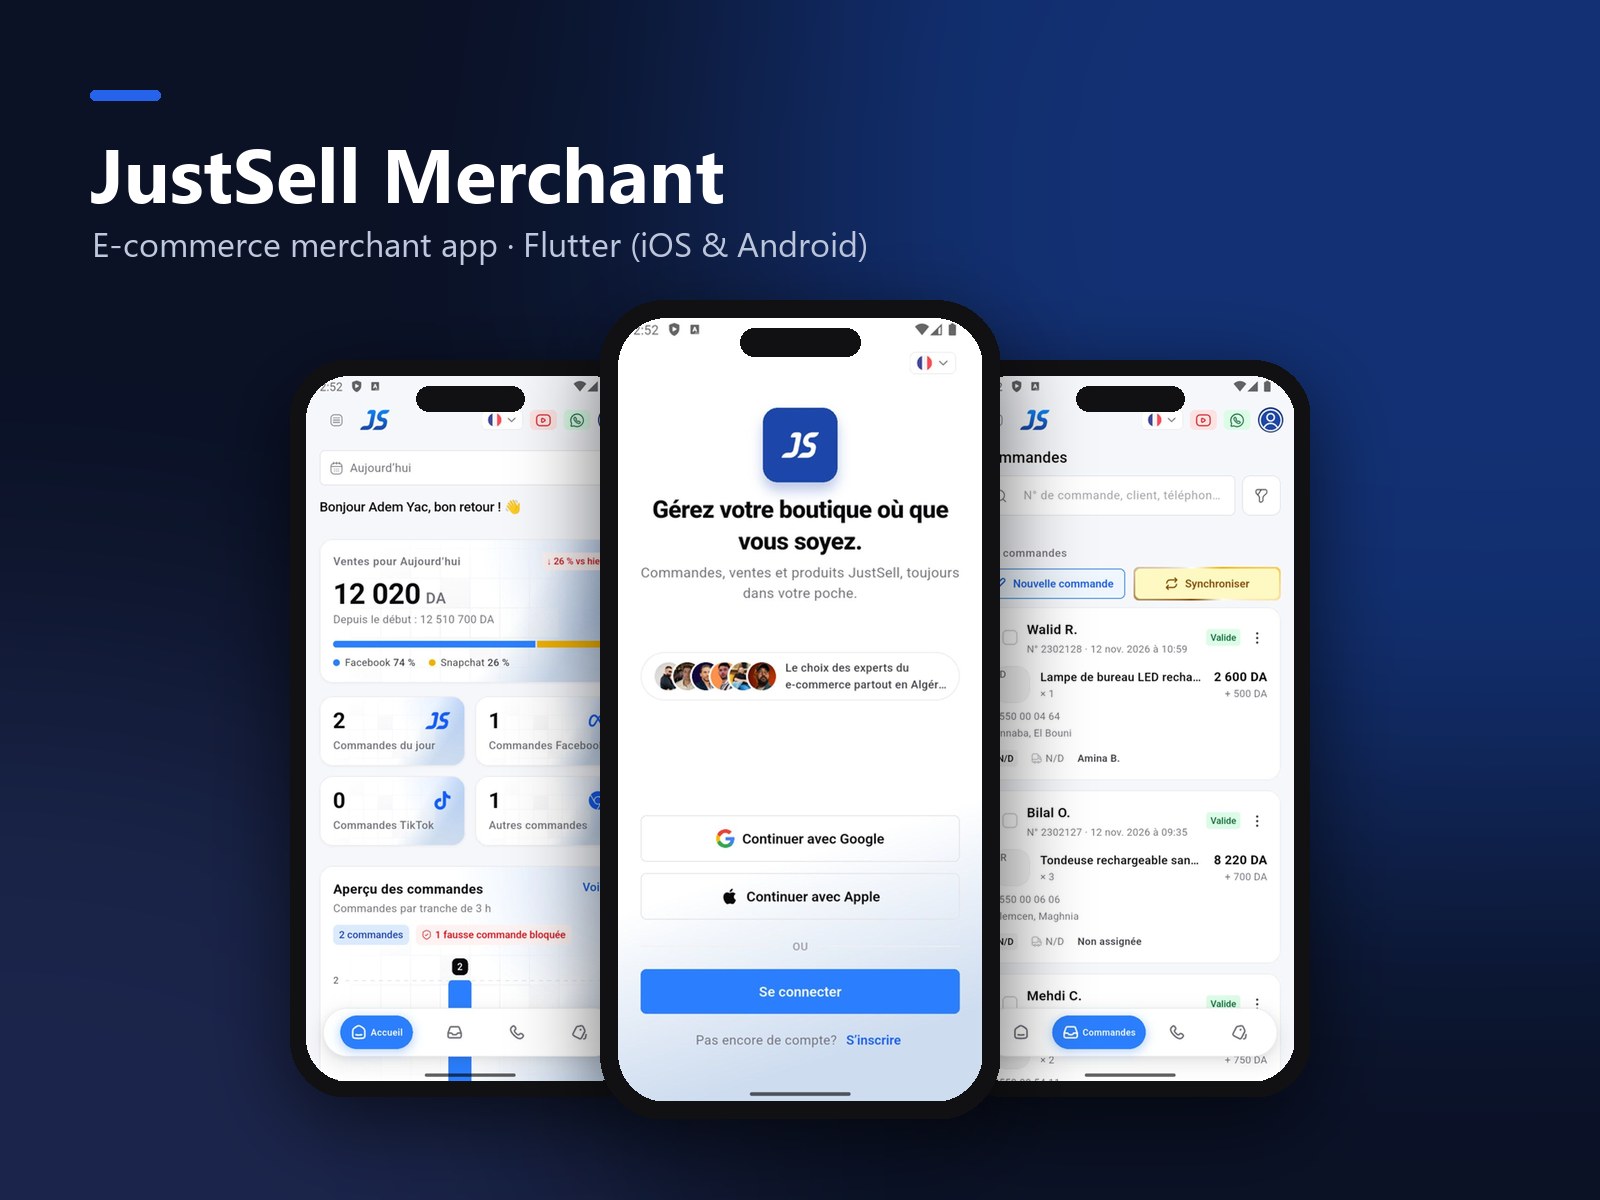 JustSell Merchant
E-commerce merchant app · Flutter (iOS & Android)
2:52
JS
Aujourd'hui
Bonjour Adem Yac, bon retour ! 👋
Ventes pour Aujourd'hui
↓ 26 % vs hie
12 020 DA
Depuis le début : 12 510 700 DA
Facebook 74 %
Snapchat 26 %
2
JS
Commandes du jour
1
Commandes Facebook
0
Commandes TikTok
1
Autres commandes
Aperçu des commandes
Voi
Commandes par tranche de 3 h
2 commandes
1 fausse commande bloquée
2
2
Accueil
2:52
JS
Gérez votre boutique où que
vous soyez.
Commandes, ventes et produits JustSell, toujours
dans votre poche.
Le choix des experts du
e-commerce partout en Algér...
Continuer avec Google
Continuer avec Apple
OU
Se connecter
Pas encore de compte? S'inscrire
JS
mmandes
N° de commande, client, téléphon...
commandes
Nouvelle commande
Synchroniser
Walid R.
Valide
N° 2302128 · 12 nov. 2026 à 10:59
D
Lampe de bureau LED recha...
2 600 DA
× 1
+ 500 DA
550 00 04 64
nnaba, El Bouni
N/D
N/D
Amina B.
Bilal O.
Valide
N° 2302127 · 12 nov. 2026 à 09:35
R
Tondeuse rechargeable san...
8 220 DA
× 3
+ 700 DA
550 00 06 06
lemcen, Maghnia
N/D
N/D
Non assignée
Mehdi C.
Valide
Commandes
× 2
+ 750 DA